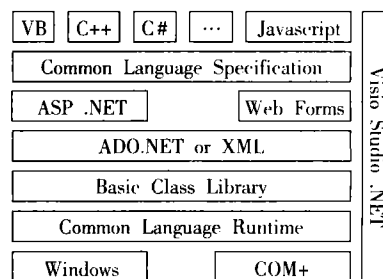 VB C++ C# ... Javascript
Common Language Specification
ASP .NET Web Forms
ADO.NET or XML
Basic Class Library
Common Language Runtime
Windows COM+
Visio Studio .NET